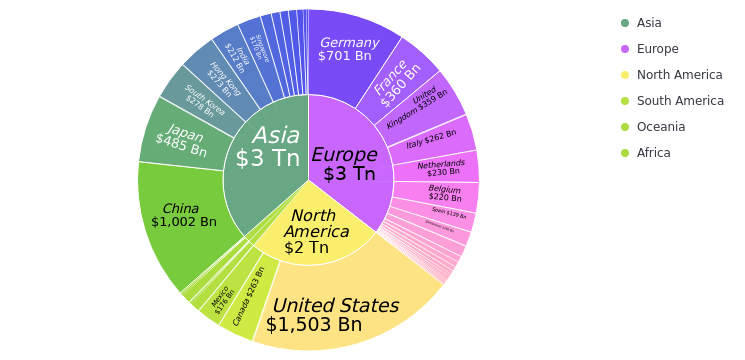 Germany
$701 Bn
France
$360 Bn
United
Kingdom $359 Bn
Italy $262 Bn
Netherlands
$230 Bn
Belgium
$220 Bn
Spain $139 Bn
Europe
$3 Tn
North
America
$2 Tn
United States
$1,503 Bn
Canada $263 Bn
Mexico
$176 Bn
Asia
$3 Tn
China
$1,002 Bn
Japan
$485 Bn
South Korea
$278 Bn
Hong Kong
$273 Bn
India
$212 Bn
Singapore
$170 Bn
Asia
Europe
North America
South America
Oceania
Africa